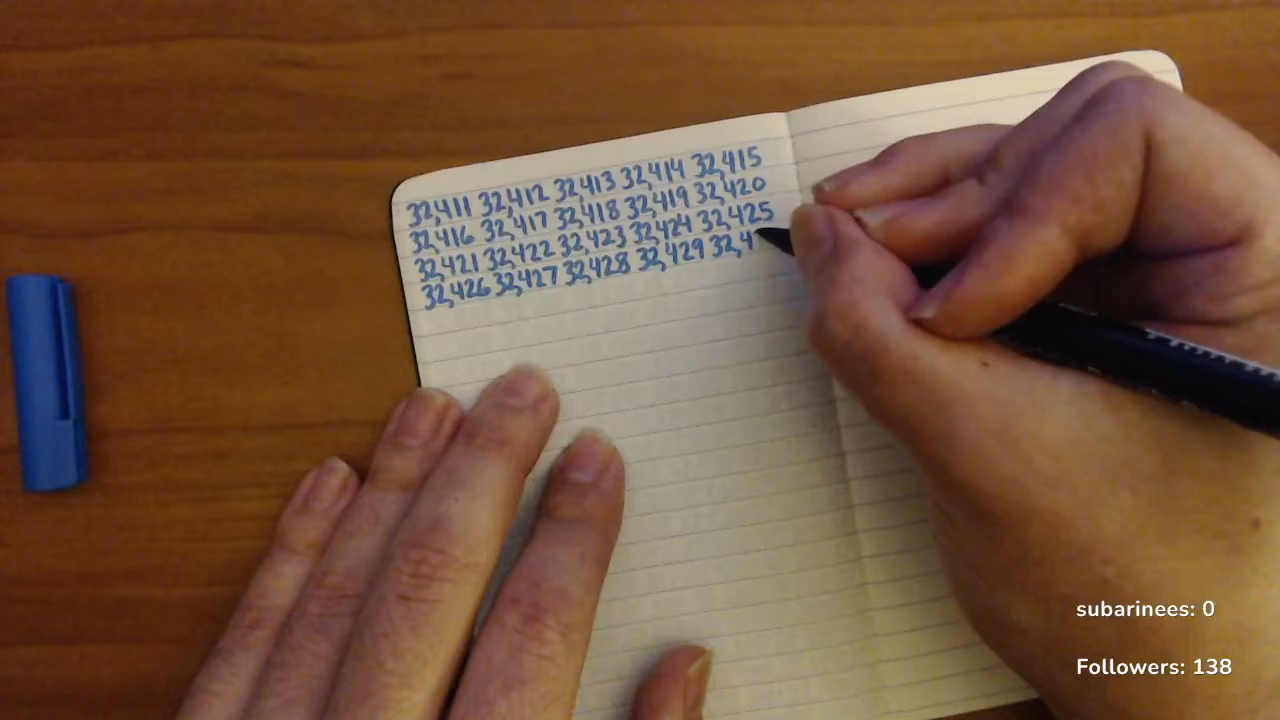 32,411 32,412 32,413 32,414 32,415
32,416 32,417 32,418 32,419 32,420
32,421 32,422 32,423 32,424 32,425
32,426 32,427 32,428 32,429 32,4
subarinees: 0
Followers: 138